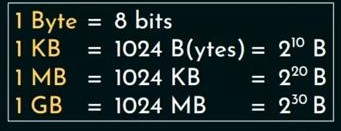 1 Byte = 8 bits
1 KB = 1024 B(ytes) = 2¹⁰ B
1 MB = 1024 KB = 2²⁰ B
1 GB = 1024 MB = 2³⁰ B